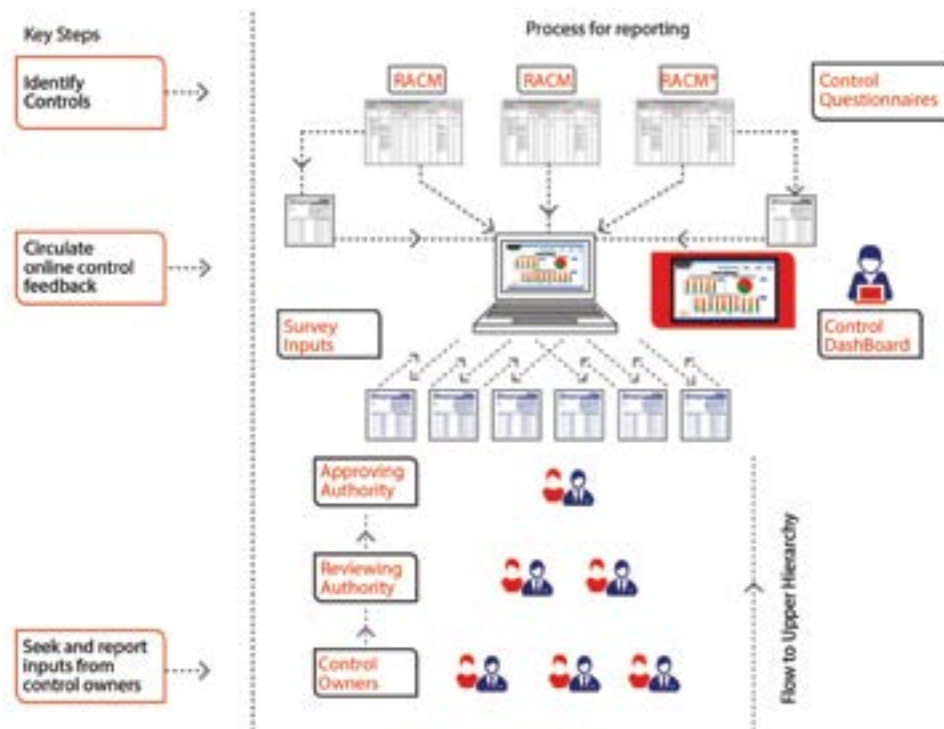 Key Steps
Process for reporting
Identify
Controls
RACM
RACM
RACM*
Control
Questionnaires
Circulate
online control
feedback
Survey
Inputs
Control
DashBoard
Approving
Authority
Reviewing
Authority
Seek and report
inputs from
control owners
Control
Owners
Flow to Upper Hierarchy